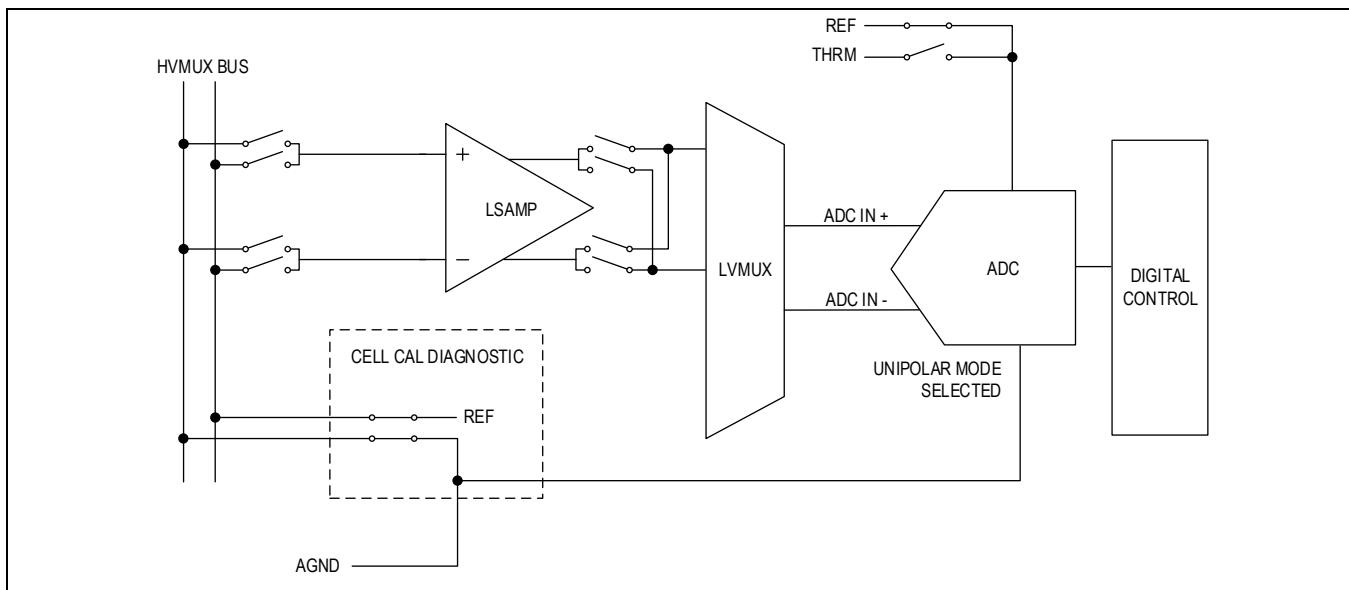 REF
THRM
HVMUX BUS
+
LSAMP
−
LVMUX
ADC IN +
ADC IN -
ADC
DIGITAL
CONTROL
UNIPOLAR MODE
SELECTED
CELL CAL DIAGNOSTIC
REF
AGND